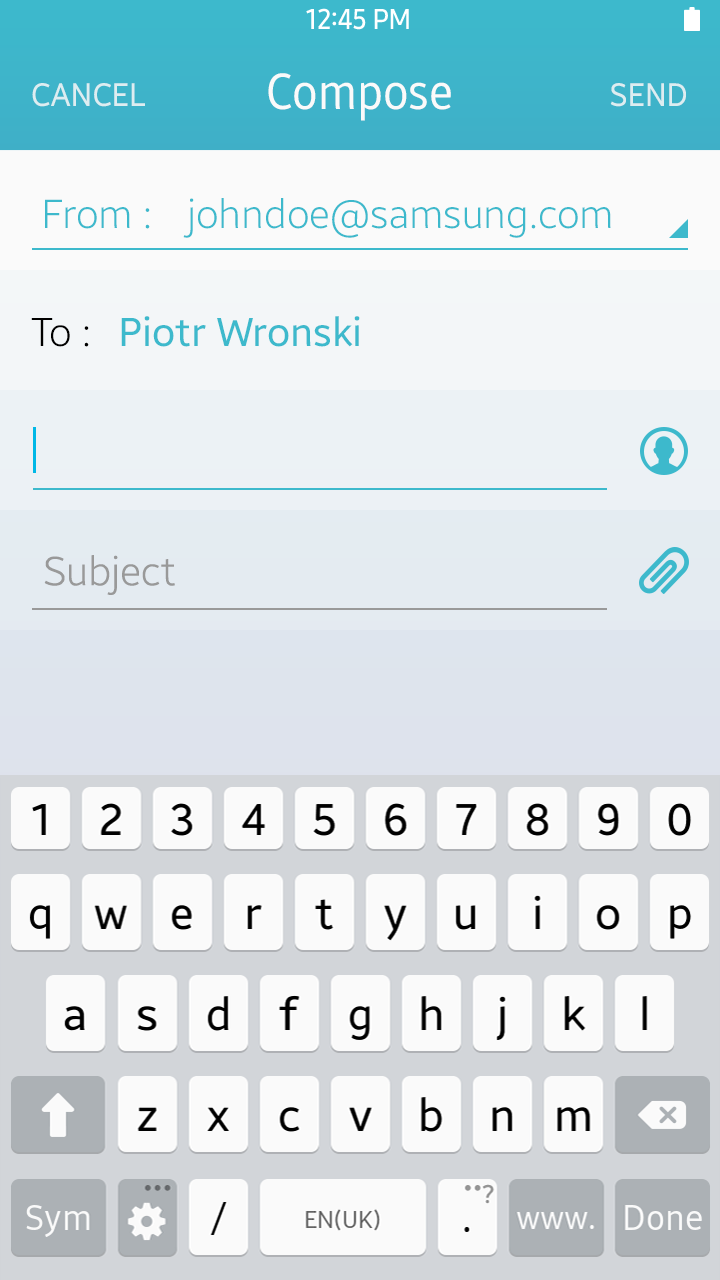 12:45 PM
CANCEL Compose SEND
From : johndoe@samsung.com
To : Piotr Wronski
Subject
1 2 3 4 5 6 7 8 9 0
q w e r t y u i o p
a s d f g h j k l
z x c v b n m
Sym ... / EN(UK) . ..? www. Done